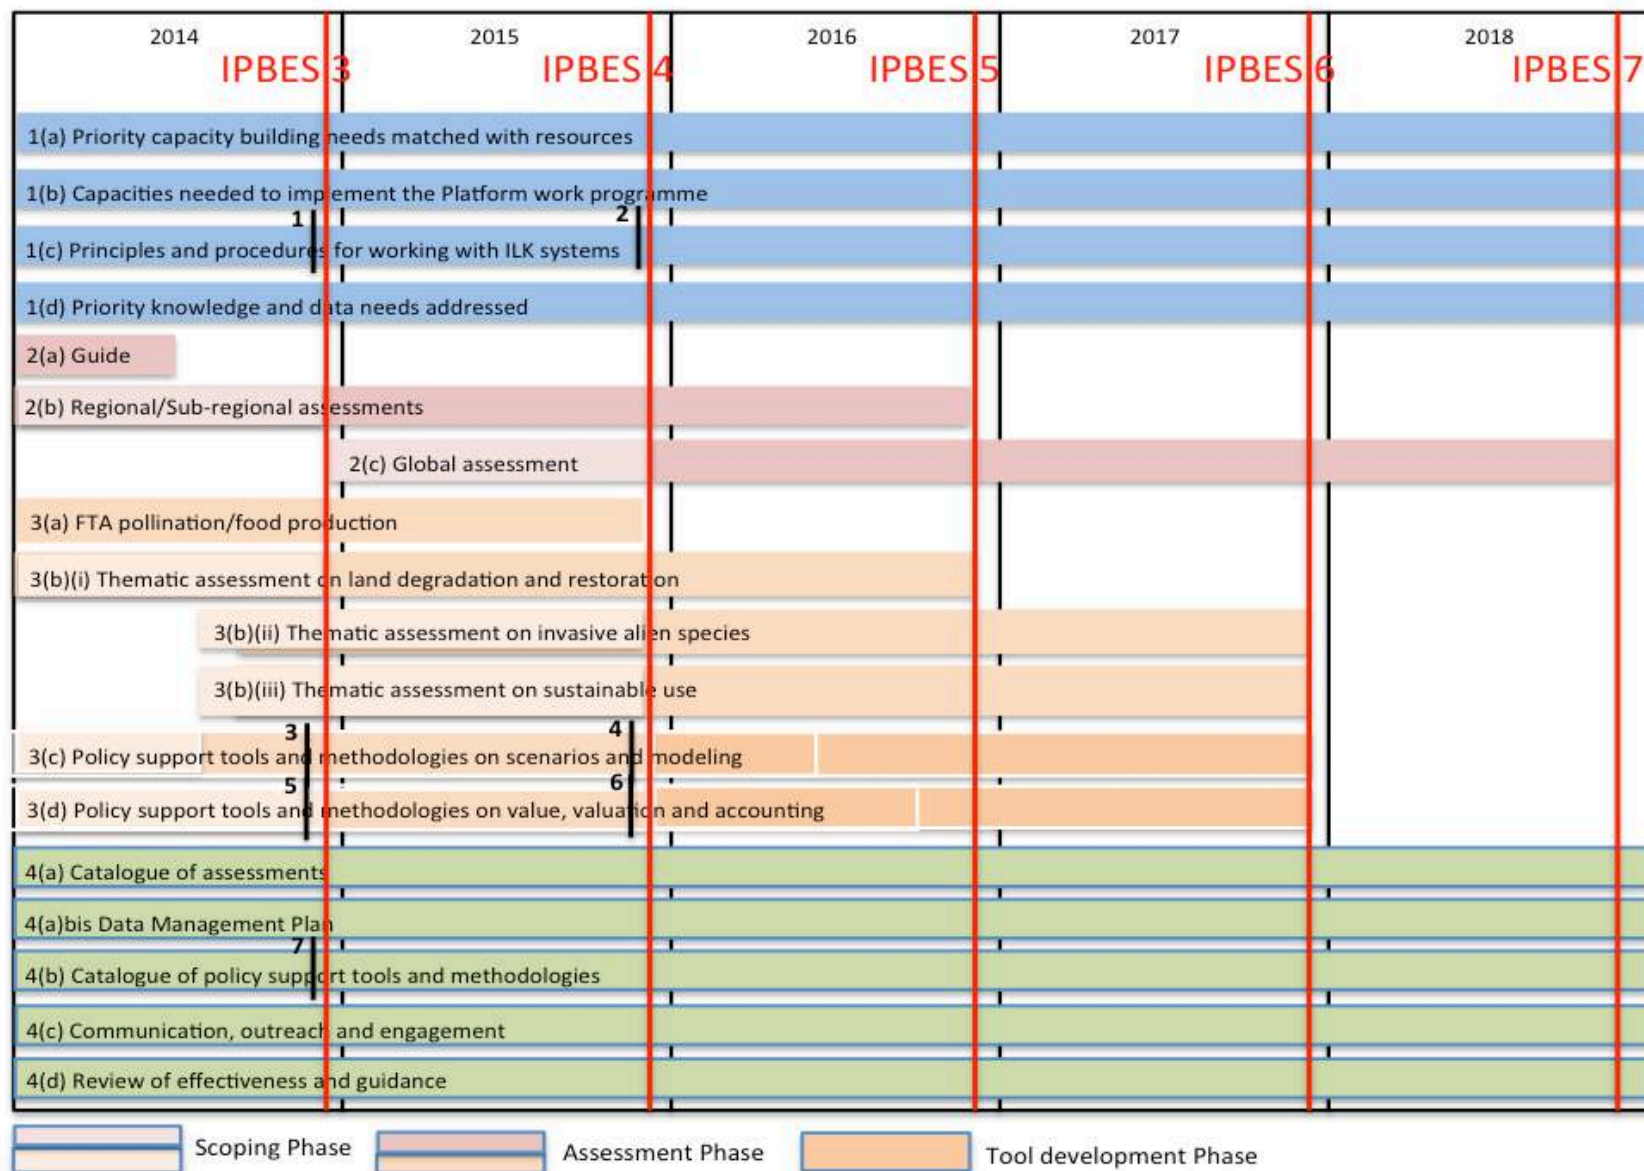 2014 2015 2016 2017 2018
IPBES 3 IPBES 4 IPBES 5 IPBES 6 IPBES 7
1(a) Priority capacity building needs matched with resources
1(b) Capacities needed to implement the Platform work programme
1 2
1(c) Principles and procedures for working with ILK systems
1(d) Priority knowledge and data needs addressed
2(a) Guide
2(b) Regional/Sub-regional assessments
2(c) Global assessment
3(a) FTA pollination/food production
3(b)(i) Thematic assessment on land degradation and restoration
3(b)(ii) Thematic assessment on invasive alien species
3(b)(iii) Thematic assessment on sustainable use
3 4
3(c) Policy support tools and methodologies on scenarios and modeling
5 6
3(d) Policy support tools and methodologies on value, valuation and accounting
4(a) Catalogue of assessments
4(a)bis Data Management Plan
7
4(b) Catalogue of policy support tools and methodologies
4(c) Communication, outreach and engagement
4(d) Review of effectiveness and guidance
Scoping Phase Assessment Phase Tool development Phase